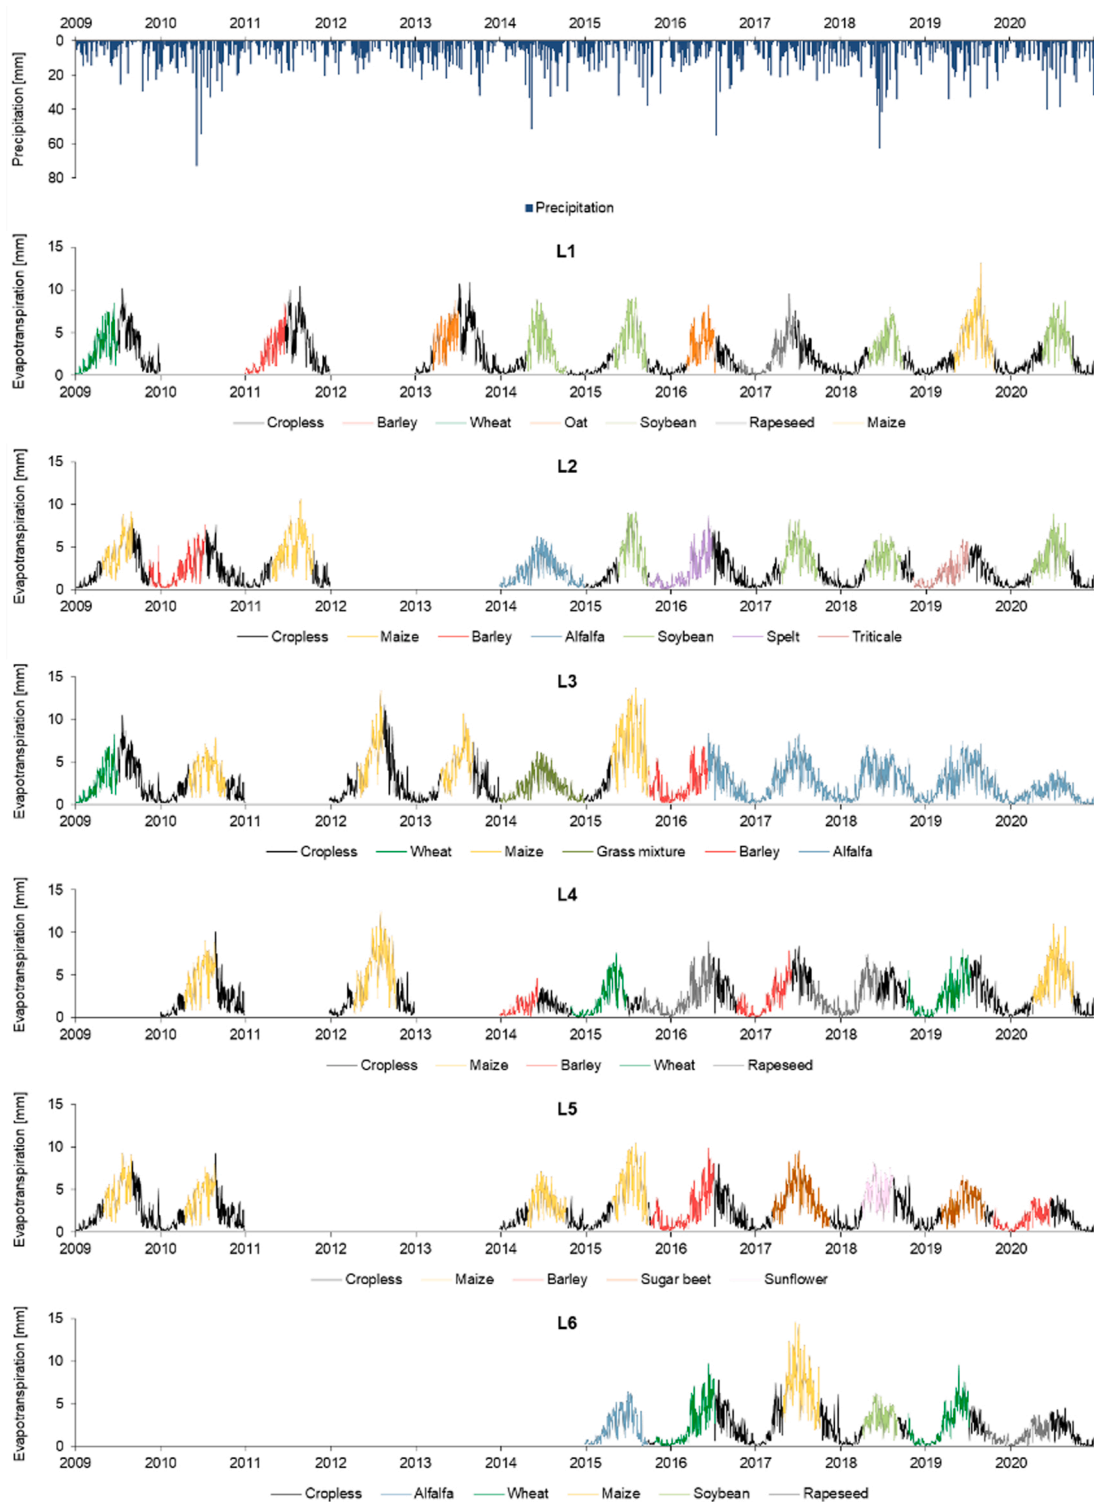 2009 2010 2011 2012 2013 2014 2015 2016 2017 2018 2019 2020
Precipitation [mm]
0
20
40
60
80
Precipitation
L1
Evapotranspiration [mm]
15
10
5
0
2009 2010 2011 2012 2013 2014 2015 2016 2017 2018 2019 2020
Cropless Barley Wheat Oat Soybean Rapeseed Maize
L2
Evapotranspiration [mm]
15
10
5
0
2009 2010 2011 2012 2013 2014 2015 2016 2017 2018 2019 2020
Cropless Maize Barley Alfalfa Soybean Spelt Triticale
L3
Evapotranspiration [mm]
15
10
5
0
2009 2010 2011 2012 2013 2014 2015 2016 2017 2018 2019 2020
Cropless Wheat Maize Grass mixture Barley Alfalfa
L4
Evapotranspiration [mm]
15
10
5
0
2009 2010 2011 2012 2013 2014 2015 2016 2017 2018 2019 2020
Cropless Maize Barley Wheat Rapeseed
L5
Evapotranspiration [mm]
15
10
5
0
2009 2010 2011 2012 2013 2014 2015 2016 2017 2018 2019 2020
Cropless Maize Barley Sugar beet Sunflower
L6
Evapotranspiration [mm]
15
10
5
0
2009 2010 2011 2012 2013 2014 2015 2016 2017 2018 2019 2020
Cropless Alfalfa Wheat Maize Soybean Rapeseed